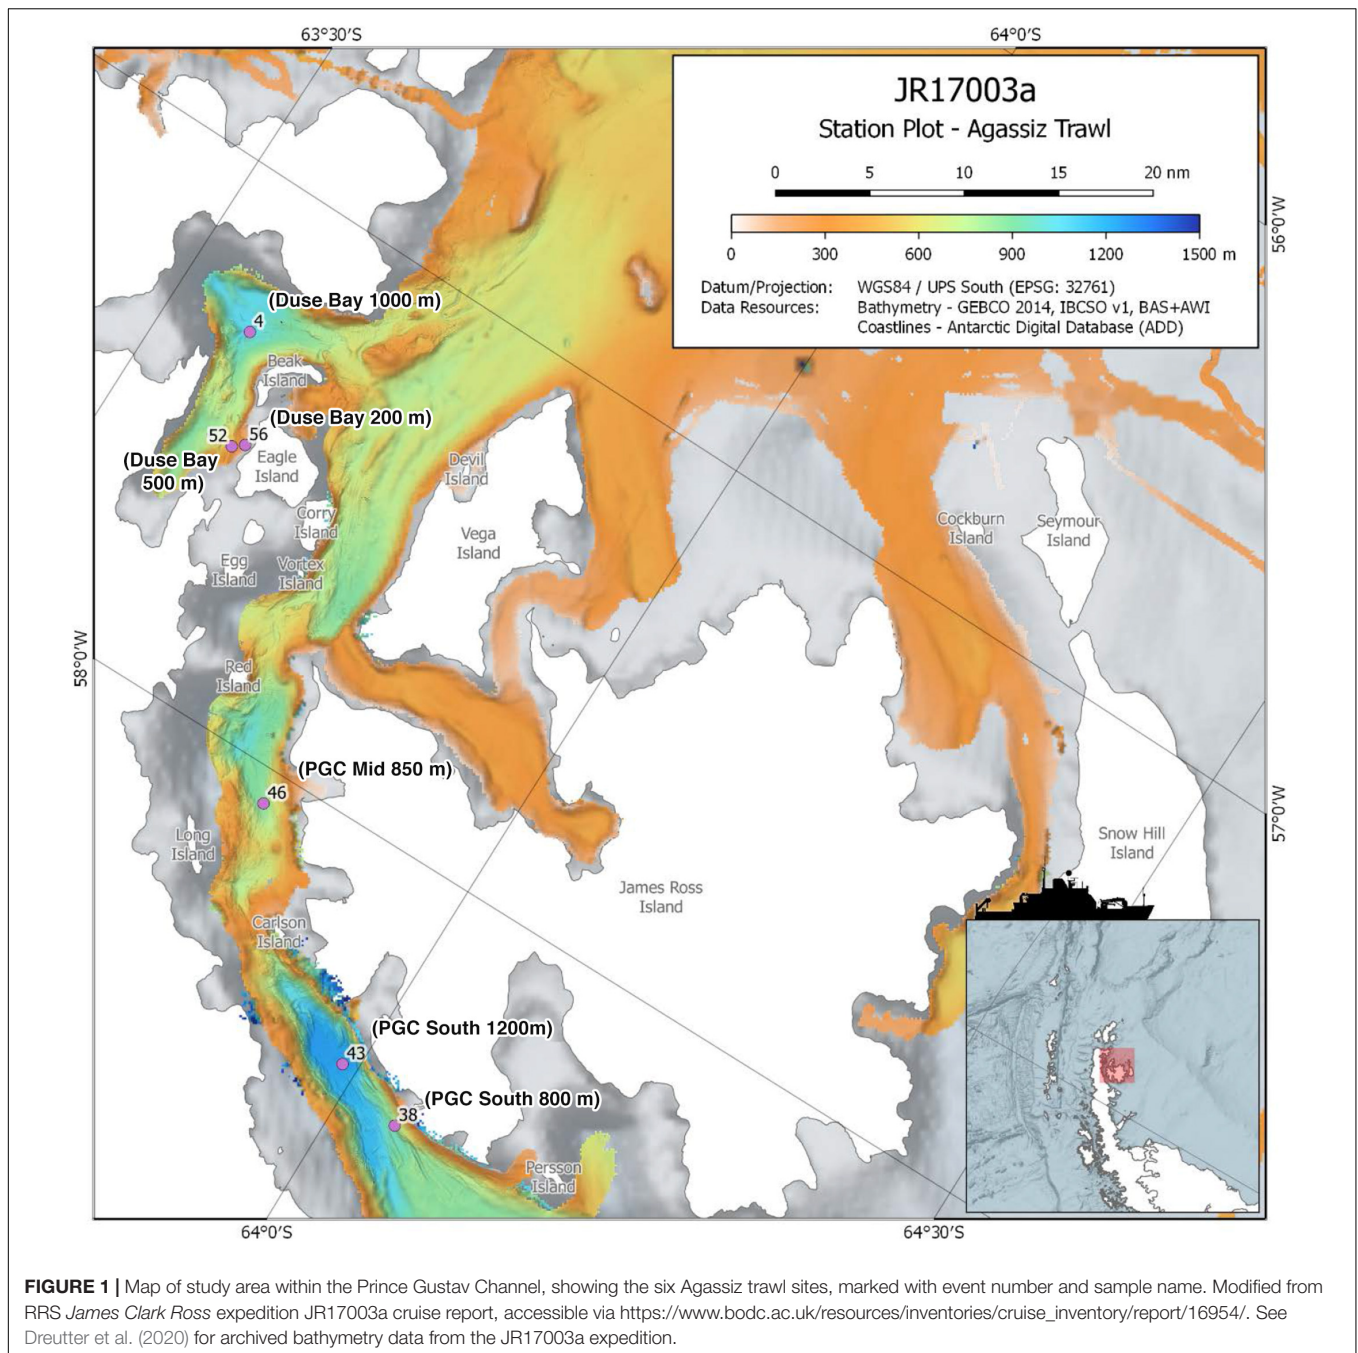 63°30'S
64°0'S
JR17003a
Station Plot - Agassiz Trawl
0 5 10 15 20 nm
0 300 600 900 1200 1500 m
Datum/Projection: WGS84 / UPS South (EPSG: 32761)
Data Resources: Bathymetry - GEBCO 2014, IBCSO v1, BAS+AWI
Coastlines - Antarctic Digital Database (ADD)
56°0'W
(Duse Bay 1000 m)
4
Beak
Island
(Duse Bay 200 m)
52 56
(Duse Bay
500 m)
Eagle
Island
Devil
Island
Corry
Island
Vega
Island
Cockburn
Island
Seymour
Island
Egg
Island
Vortex
Island
58°0'W
Red
Island
(PGC Mid 850 m)
46
57°0'W
Long
Island
Snow Hill
Island
James Ross
Island
Carlson
Island
(PGC South 1200m)
43
(PGC South 800 m)
38
Persson
Island
64°0'S
64°30'S
FIGURE 1 | Map of study area within the Prince Gustav Channel, showing the six Agassiz trawl sites, marked with event number and sample name. Modified from
RRS James Clark Ross expedition JR17003a cruise report, accessible via https://www.bodc.ac.uk/resources/inventories/cruise_inventory/report/16954/. See
Dreutter et al. (2020) for archived bathymetry data from the JR17003a expedition.